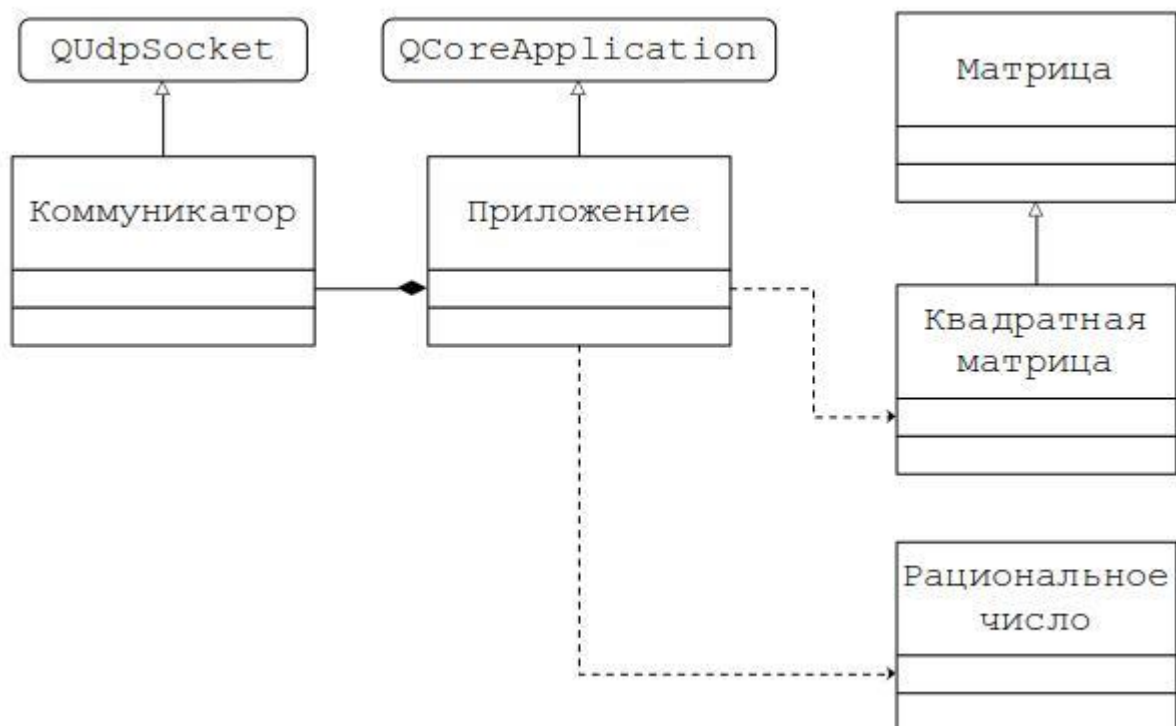 QUdpSocket
QCoreApplication
Матрица
Коммуникатор
Приложение
Квадратная
матрица
Рациональное
число